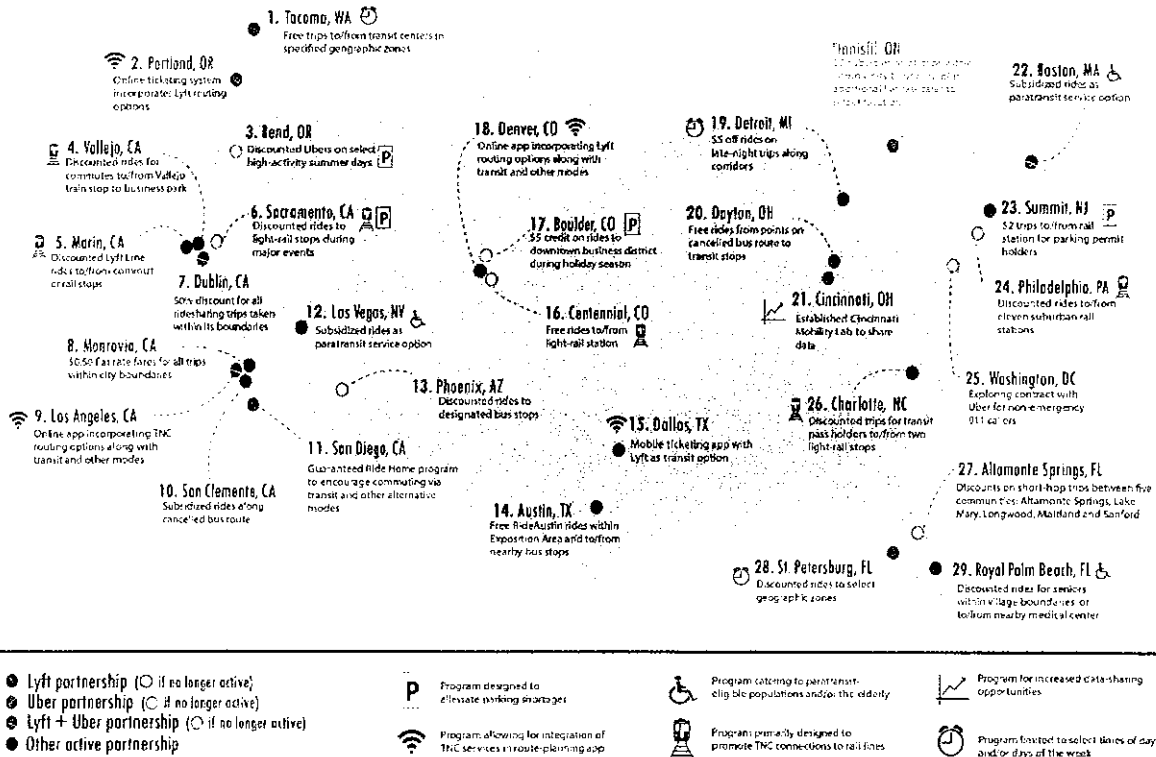 1. Tacoma, WA
Free trips to/from transit centers in
specified geographic zones
2. Portland, OR
Online ticketing system
incorporates Lyft routing
options
3. Bend, OR
Discounted Ubers on select
high-activity summer days
P
4. Vallejo, CA
Discounted rides for
commutes to/from Vallejo
train stop to business park
5. Marin, CA
Discounted Lyft Line
rides to/from commut
er rail stops
6. Sacramento, CA
P
Discounted rides to
light-rail stops during
major events
7. Dublin, CA
50% discount for all
ridesharing trips taken
within its boundaries
8. Monrovia, CA
$0.50 flat rate fares for all trips
within city boundaries
9. Los Angeles, CA
Online app incorporating TNC
routing options along with
transit and other modes
10. San Clemente, CA
Subsidized rides along
cancelled bus route
11. San Diego, CA
Guaranteed Ride Home program
to encourage commuting via
transit and other alternative
modes
12. Las Vegas, NV
Subsidized rides as
paratransit service option
13. Phoenix, AZ
Discounted rides to
designated bus stops
14. Austin, TX
Free RideAustin rides within
Exposition Area and to/from
nearby bus stops
15. Dallas, TX
Mobile ticketing app with
Lyft as transit option
16. Centennial, CO
Free rides to/from
light-rail station
17. Boulder, CO
P
$5 credit on rides to
downtown business district
during holiday season
18. Denver, CO
Online app incorporating Lyft
routing options along with
transit and other modes
19. Detroit, MI
$5 off rides on
late-night trips along
corridors
20. Dayton, OH
Free rides from points on
cancelled bus route to
transit stops
21. Cincinnati, OH
Established Cincinnati
Mobility Lab to share
data
Innisfil, ON
22. Boston, MA
Subsidized rides as
paratransit service option
23. Summit, NJ
P
$2 trips to/from rail
station for parking permit
holders
24. Philadelphia, PA
Discounted rides to/from
eleven suburban rail
stations
25. Washington, DC
Exploring contract with
Uber for non-emergency
911 callers
26. Charlotte, NC
Discounted trips for transit
pass holders to/from two
light-rail stops
27. Altamonte Springs, FL
Discounts on short-hop trips between five
communities: Altamonte Springs, Lake
Mary, Longwood, Maitland and Sanford
28. St. Petersburg, FL
Discounted rides to select
geographic zones
29. Royal Palm Beach, FL
Discounted rides for seniors
within village boundaries or
to/from nearby medical center
Lyft partnership (○ if no longer active)
Uber partnership (○ if no longer active)
Lyft + Uber partnership (○ if no longer active)
Other active partnership
P
Program designed to
alleviate parking shortages
Program allowing for integration of
TNC services in route-planning app
Program catering to paratransit-
eligible populations and/or the elderly
Program primarily designed to
promote TNC connections to rail lines
Program for increased data-sharing
opportunities
Program limited to select times of day
and/or days of the week